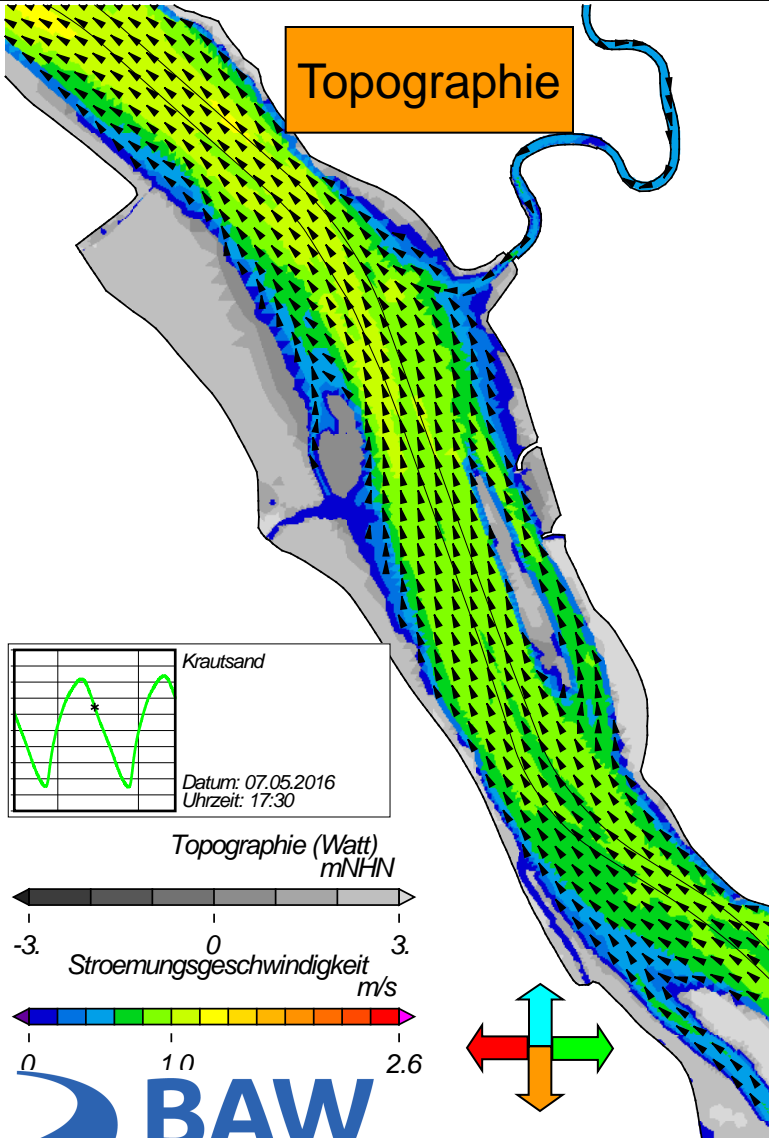 Topographie
Krautsand
Datum: 07.05.2016
Uhrzeit: 17:30
Topographie (Watt)
mNHN
-3. 0 3.
Stroemungsgeschwindigkeit
m/s
0 1.0 2.6
BAW